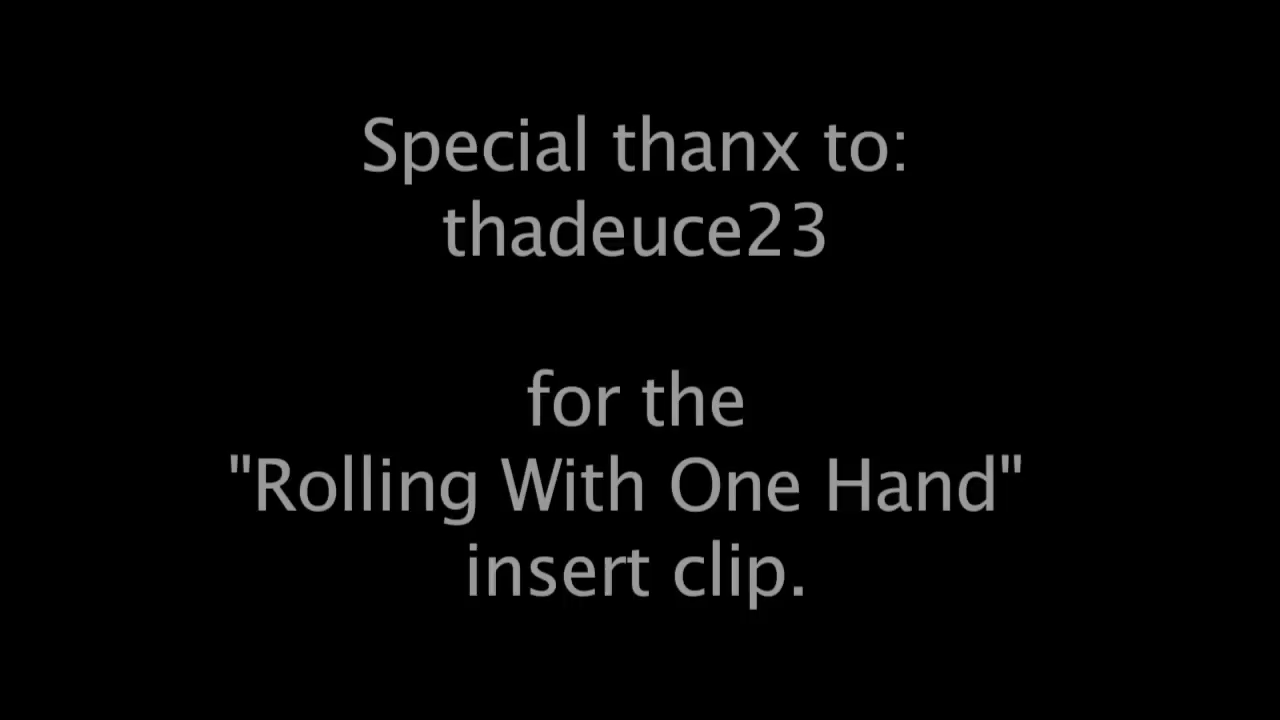 Special thanx to:
thadeuce23
for the
"Rolling With One Hand"
insert clip.